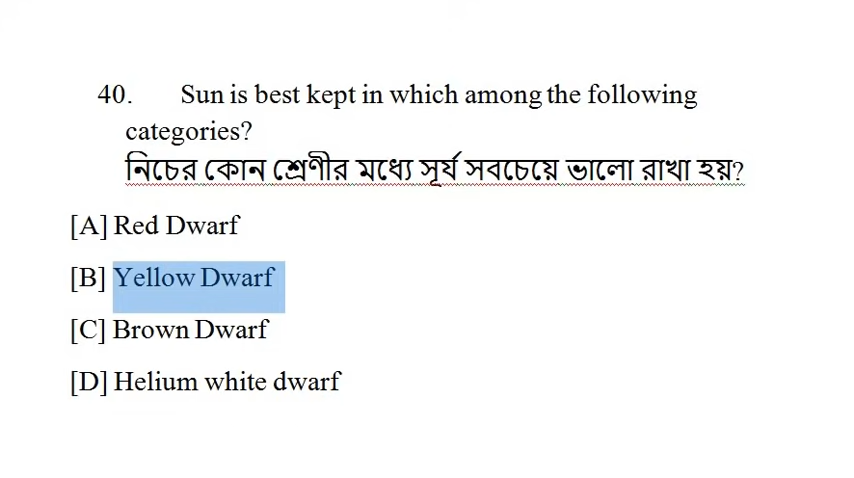 40. Sun is best kept in which among the following
categories?
নিচের কোন শ্রেণীর মধ্যে সূর্য সবচেয়ে ভালো রাখা হয়?
[A] Red Dwarf
[B] Yellow Dwarf
[C] Brown Dwarf
[D] Helium white dwarf